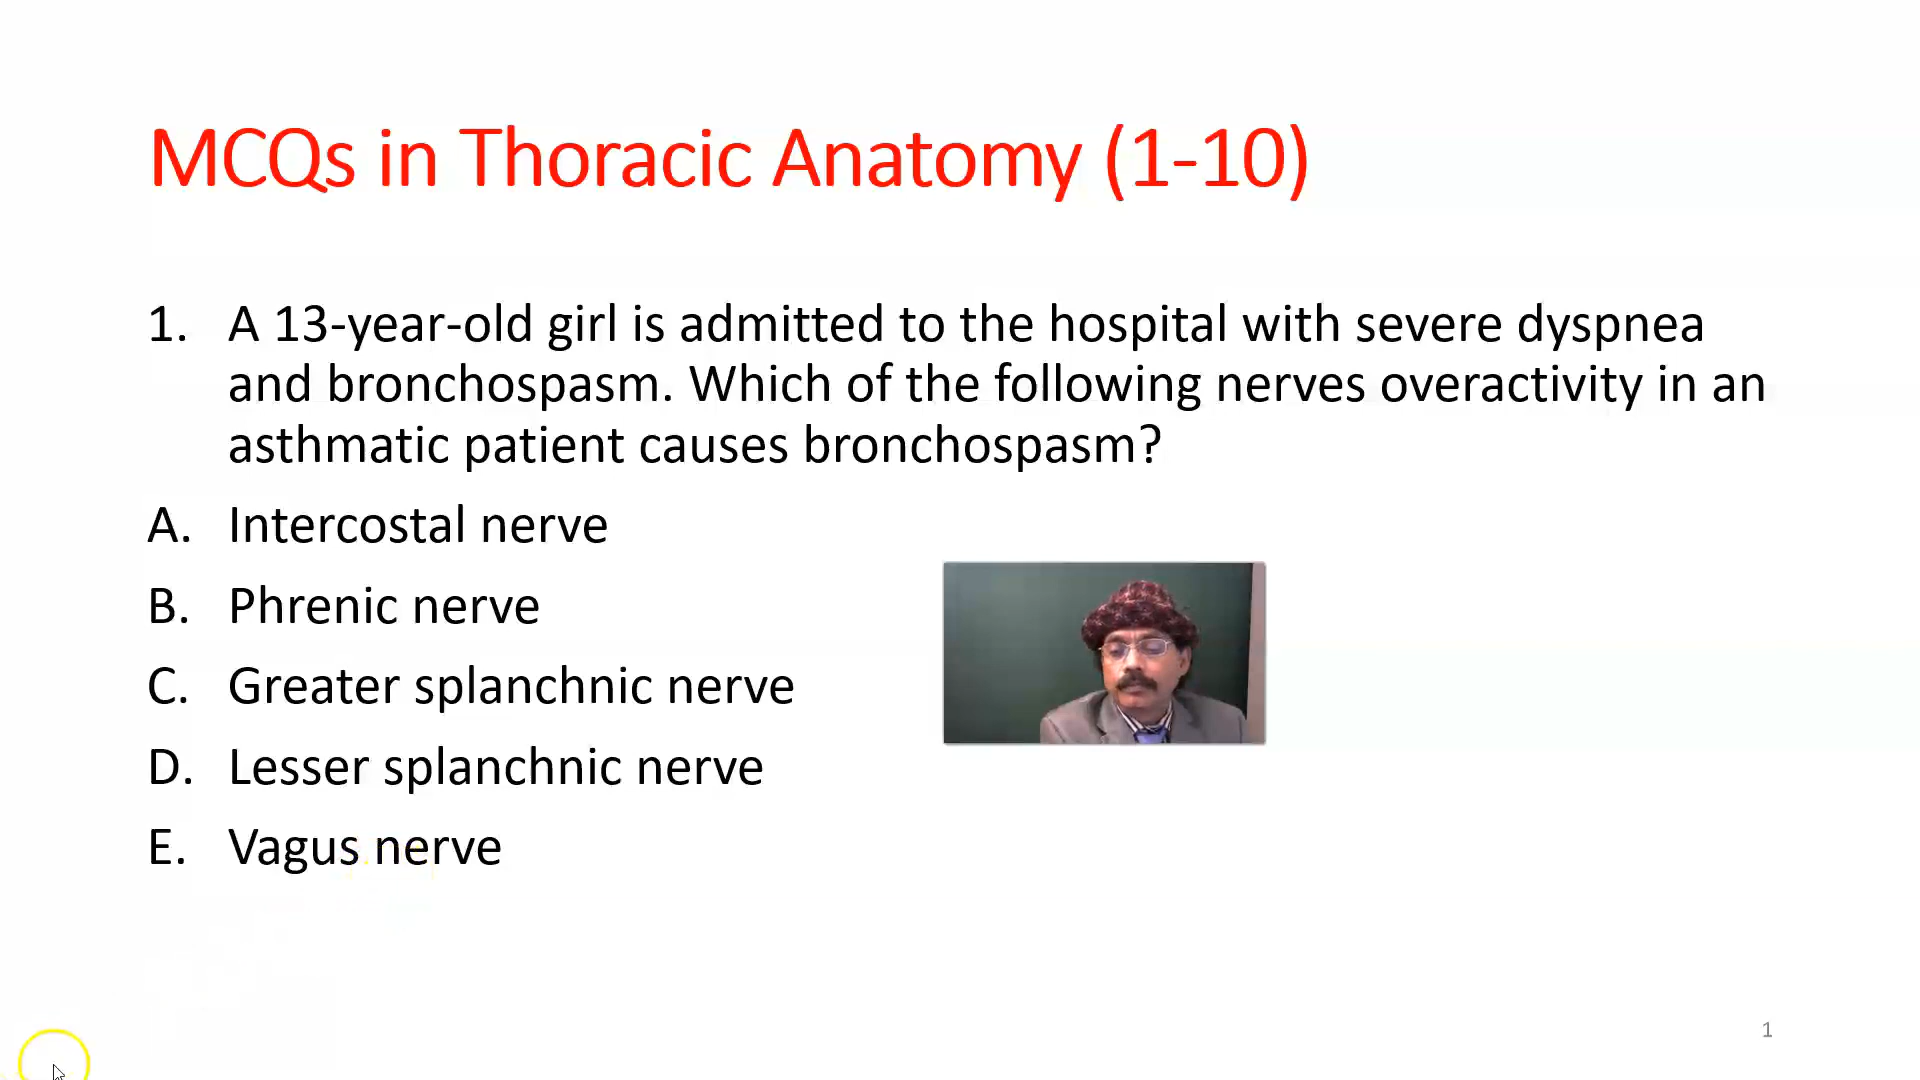 MCQs in Thoracic Anatomy (1-10)
1. A 13-year-old girl is admitted to the hospital with severe dyspnea
and bronchospasm. Which of the following nerves overactivity in an
asthmatic patient causes bronchospasm?
A. Intercostal nerve
B. Phrenic nerve
C. Greater splanchnic nerve
D. Lesser splanchnic nerve
E. Vagus nerve
1